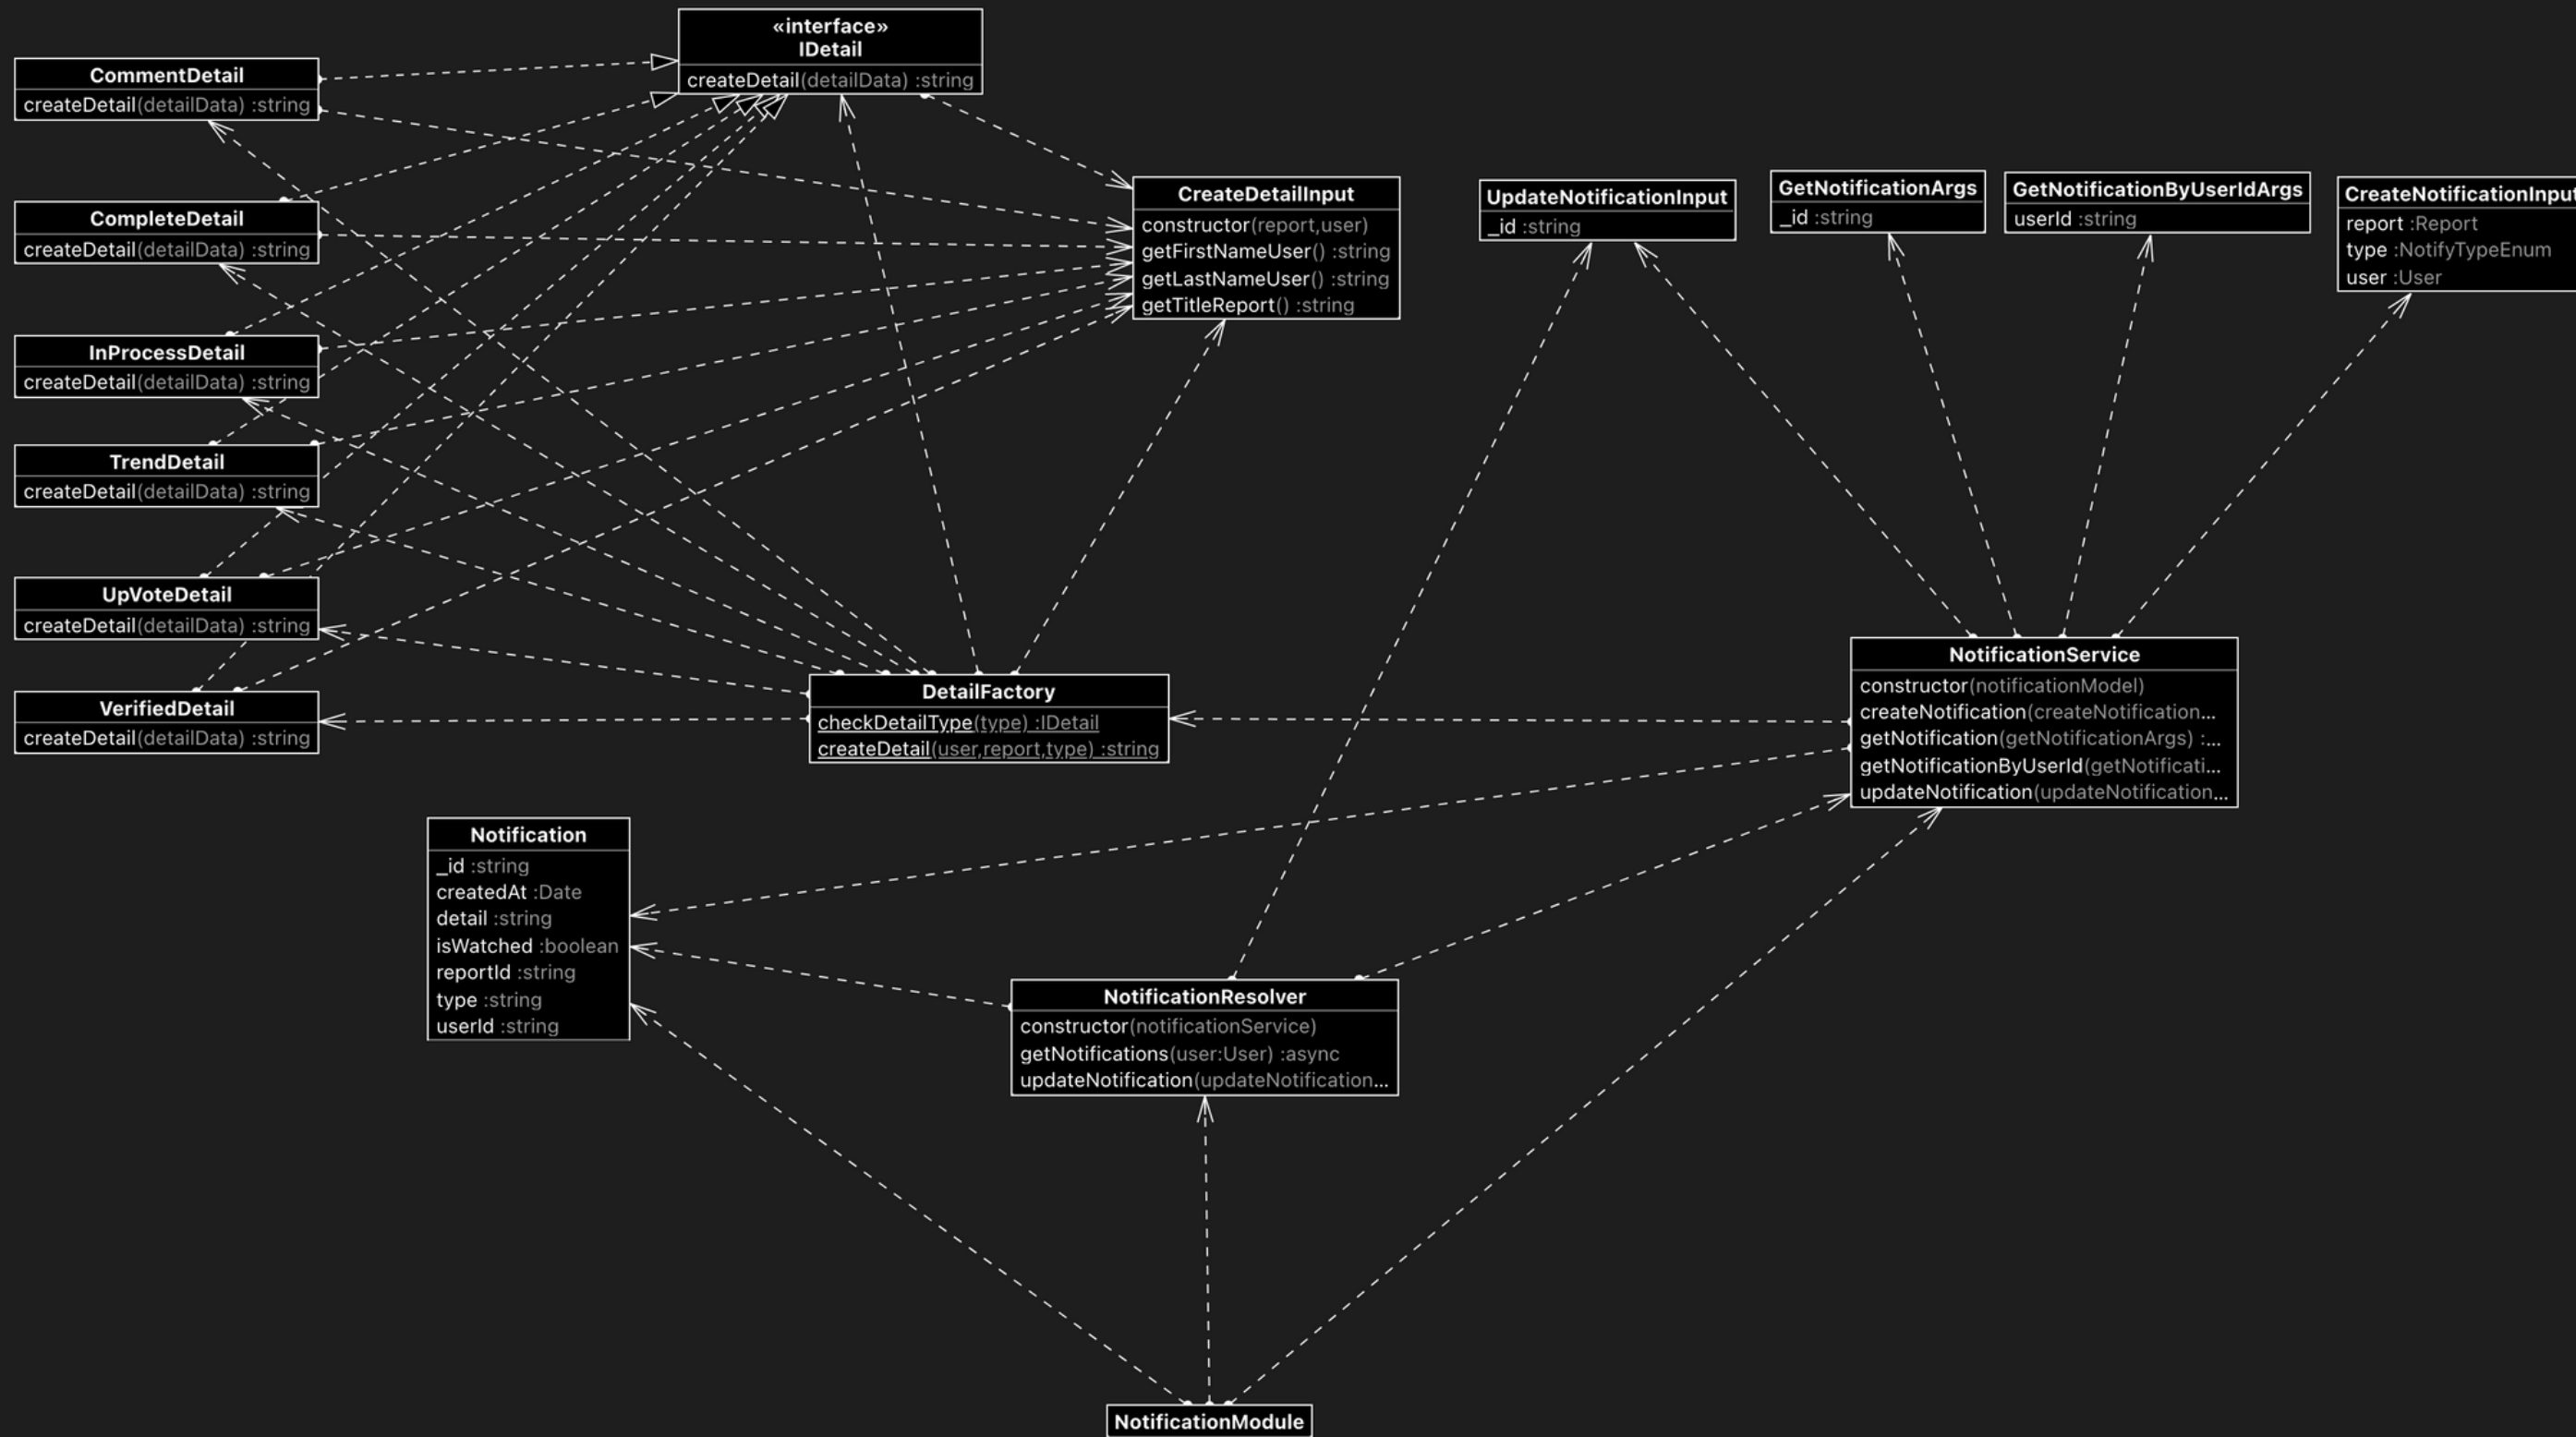 «interface»
IDetail
createDetail(detailData) :string
CommentDetail
createDetail(detailData) :string
CompleteDetail
createDetail(detailData) :string
InProcessDetail
createDetail(detailData) :string
TrendDetail
createDetail(detailData) :string
UpVoteDetail
createDetail(detailData) :string
VerifiedDetail
createDetail(detailData) :string
CreateDetailInput
constructor(report,user)
getFirstNameUser() :string
getLastNameUser() :string
getTitleReport() :string
UpdateNotificationInput
_id :string
GetNotificationArgs
_id :string
GetNotificationByUserIdArgs
userId :string
CreateNotificationInput
report :Report
type :NotifyTypeEnum
user :User
DetailFactory
checkDetailType(type) :IDetail
createDetail(user,report,type) :string
NotificationService
constructor(notificationModel)
createNotification(createNotification...
getNotification(getNotificationArgs) :...
getNotificationByUserId(getNotificati...
updateNotification(updateNotification...
Notification
_id :string
createdAt :Date
detail :string
isWatched :boolean
reportId :string
type :string
userId :string
NotificationResolver
constructor(notificationService)
getNotifications(user:User) :async
updateNotification(updateNotification...
NotificationModule